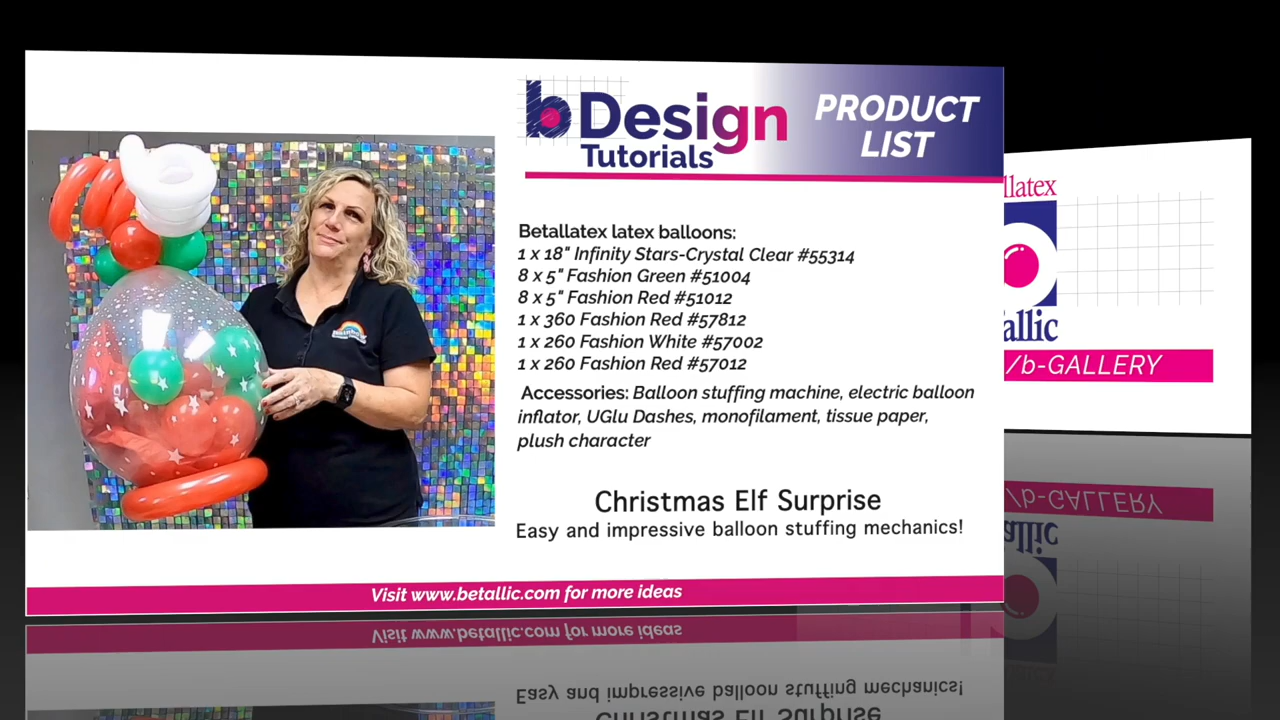 bDesign
Tutorials
PRODUCT
LIST
Betallatex latex balloons:
1 x 18" Infinity Stars-Crystal Clear #55314
8 x 5" Fashion Green #51004
8 x 5" Fashion Red #51012
1 x 360 Fashion Red #57812
1 x 260 Fashion White #57002
1 x 260 Fashion Red #57012
Accessories: Balloon stuffing machine, electric balloon
inflator, UGlu Dashes, monofilament, tissue paper,
plush character
Christmas Elf Surprise
Easy and impressive balloon stuffing mechanics!
Visit www.betallic.com for more ideas
llatex
allic
/b-GALLERY